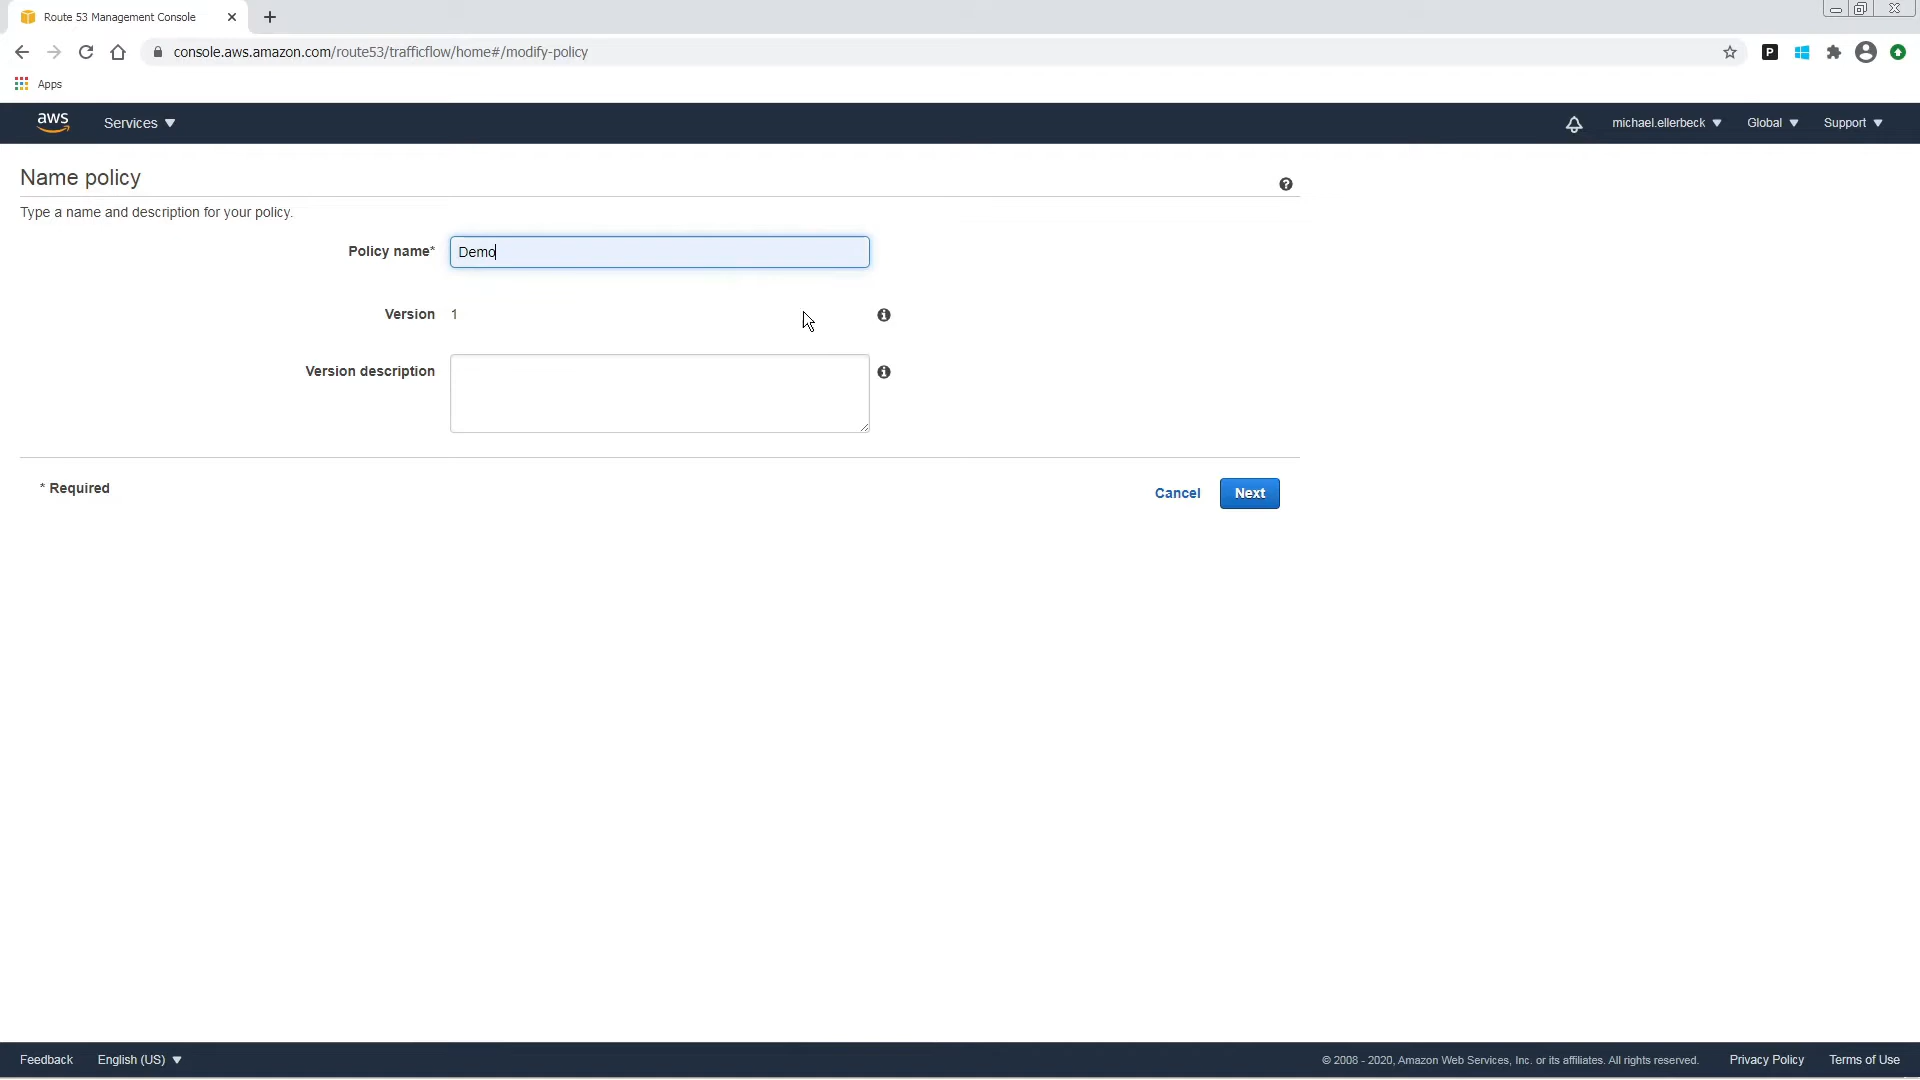 Route 53 Management Console
console.aws.amazon.com/route53/trafficflow/home#/modify-policy
P
Apps
aws
Services
michael.ellerbeck
Global
Support
Name policy
Type a name and description for your policy.
Policy name*
Demo
Version
1
Version description
* Required
Cancel
Next
Feedback
English (US)
© 2008 - 2020, Amazon Web Services, Inc. or its affiliates. All rights reserved.
Privacy Policy
Terms of Use